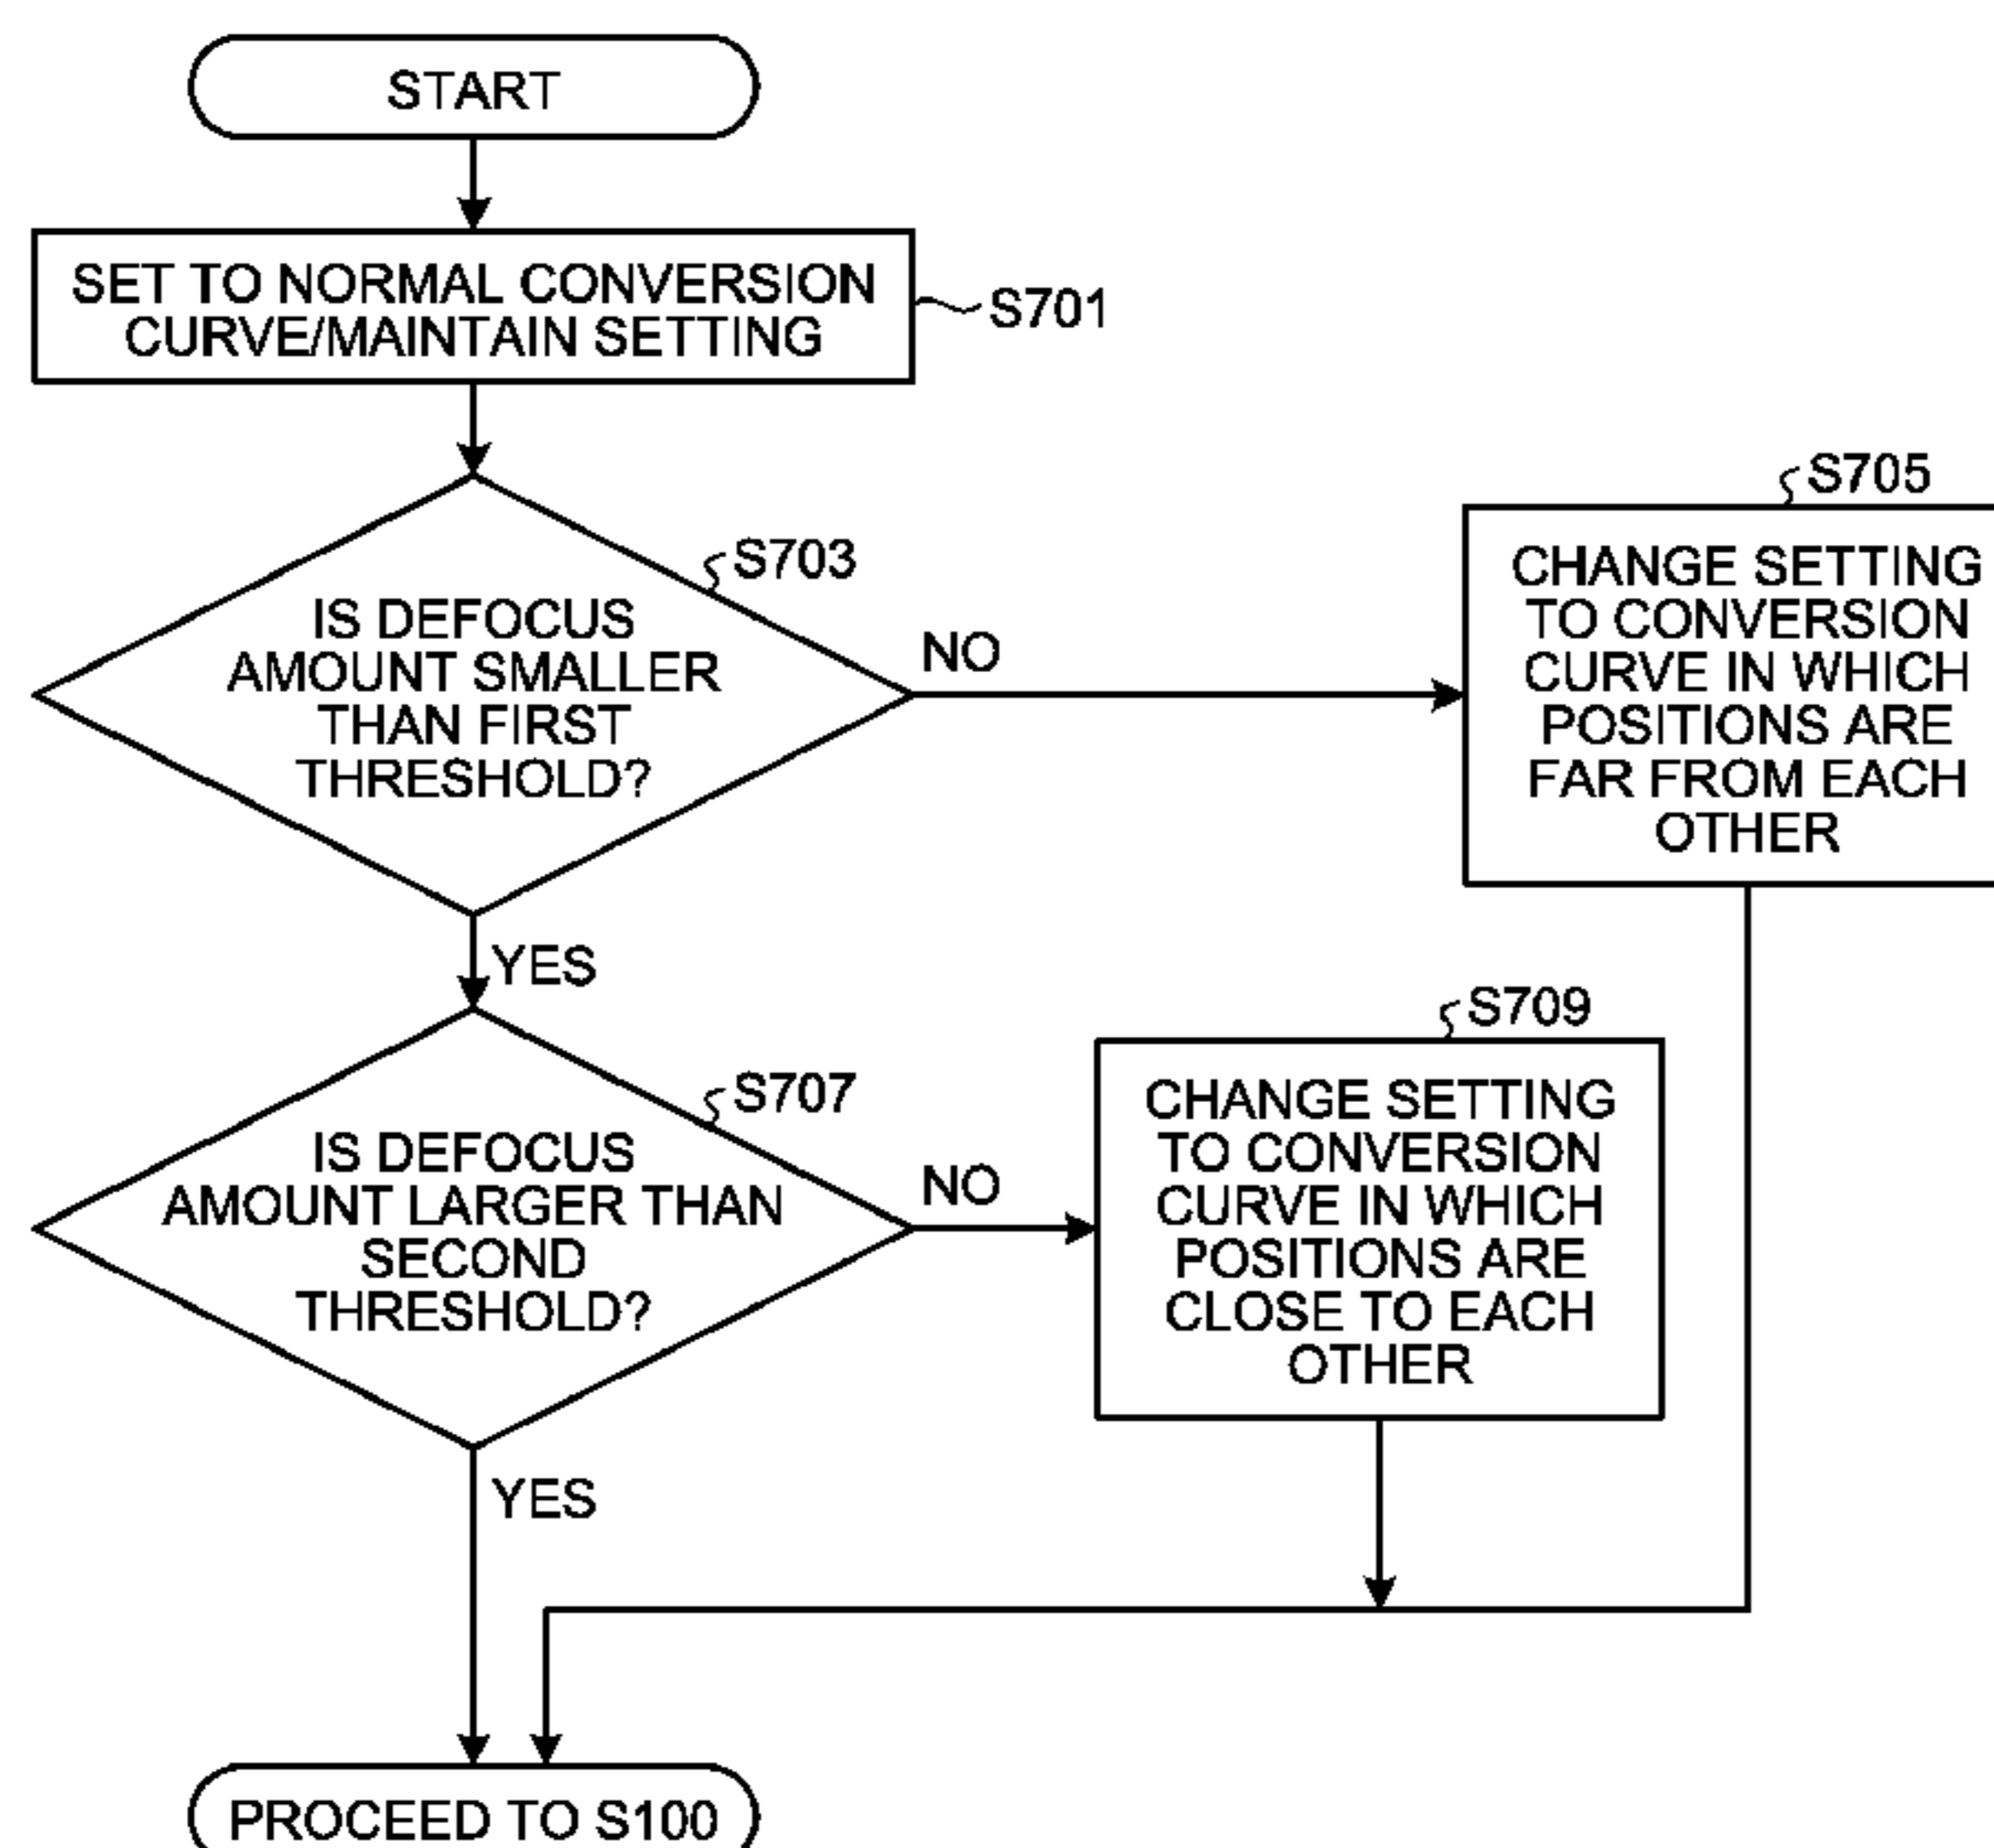 START
SET TO NORMAL CONVERSION
CURVE/MAINTAIN SETTING
S701
S703
IS DEFOCUS
AMOUNT SMALLER
THAN FIRST
THRESHOLD?
NO
S705
CHANGE SETTING
TO CONVERSION
CURVE IN WHICH
POSITIONS ARE
FAR FROM EACH
OTHER
YES
S707
IS DEFOCUS
AMOUNT LARGER THAN
SECOND
THRESHOLD?
NO
S709
CHANGE SETTING
TO CONVERSION
CURVE IN WHICH
POSITIONS ARE
CLOSE TO EACH
OTHER
YES
PROCEED TO S100